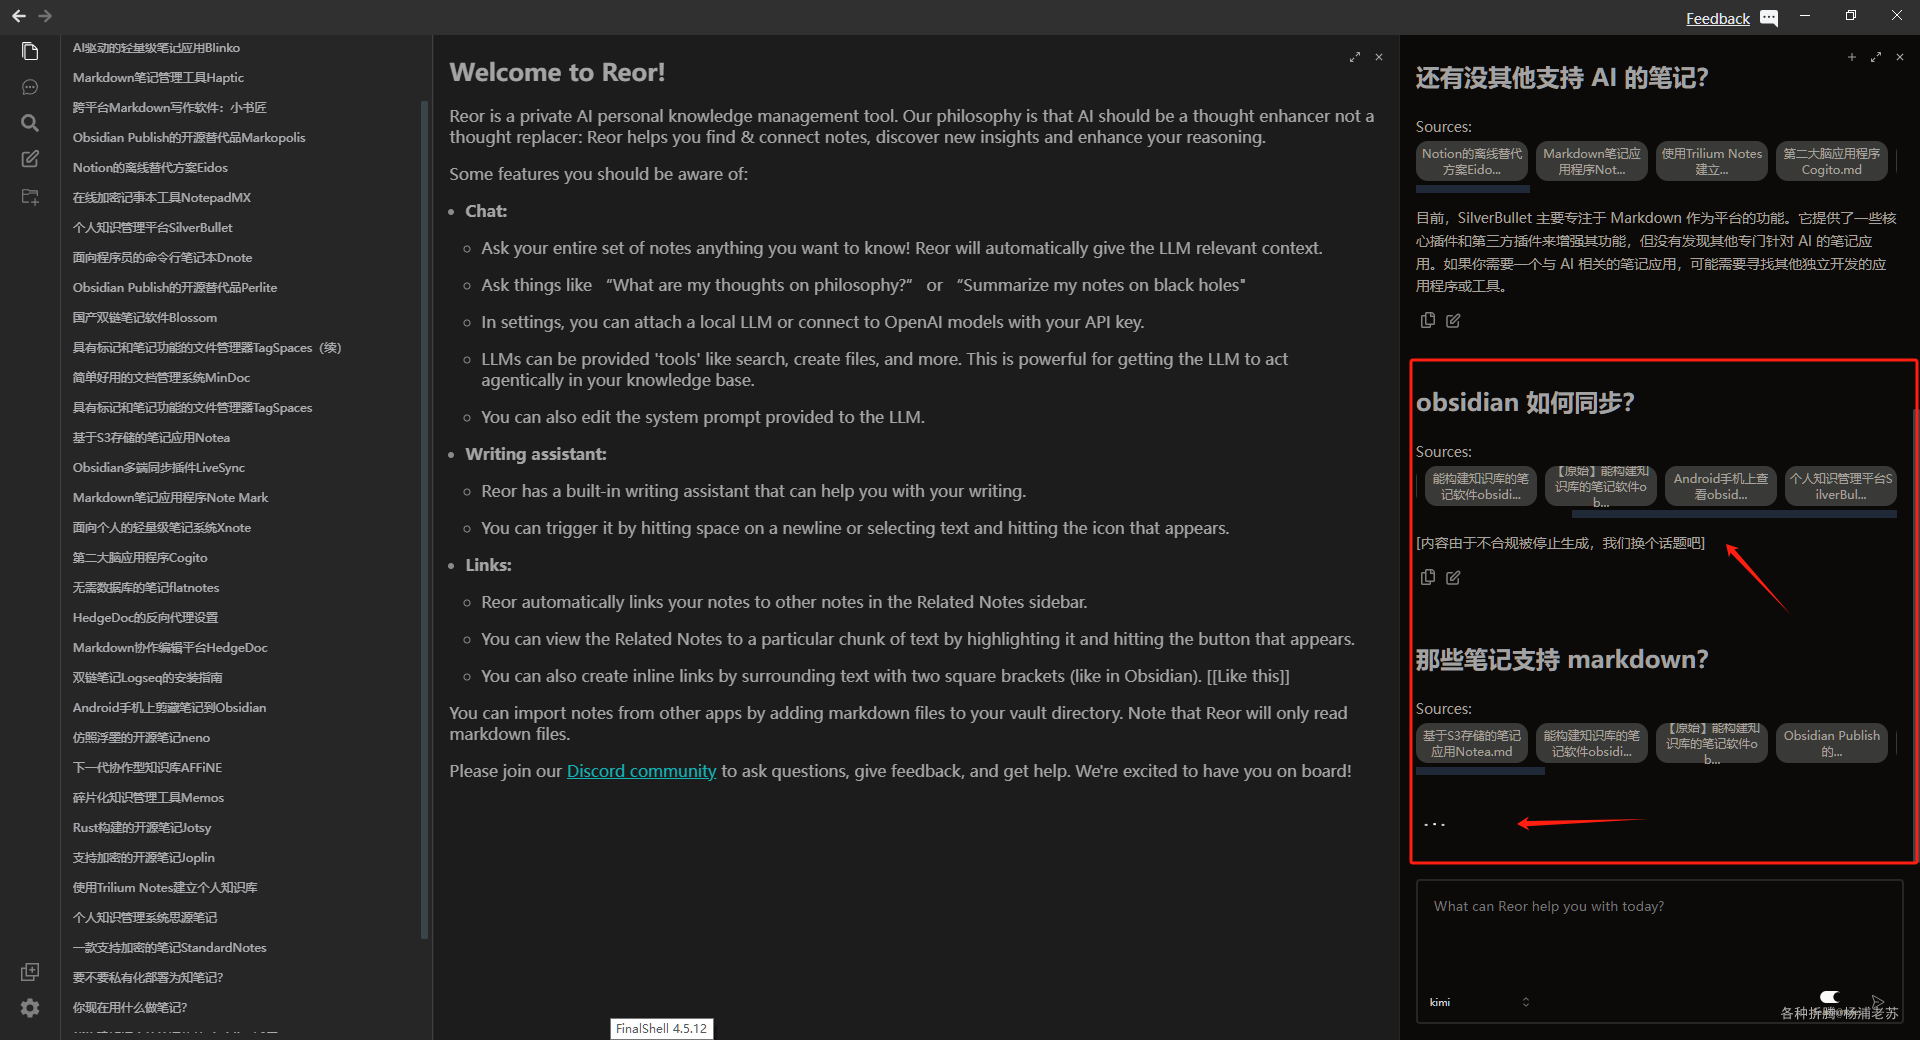 Feedback
AI驱动的轻量级笔记应用Blinko
Markdown笔记管理工具Haptic
跨平台Markdown写作软件：小书匠
Obsidian Publish的开源替代品Markopolis
Notion的离线替代方案Eidos
在线加密记事本工具NotepadMX
个人知识管理平台SilverBullet
面向程序员的命令行笔记本Dnote
Obsidian Publish的开源替代品Perlite
国产双链笔记软件Blossom
具有标记和笔记功能的文件管理器TagSpaces（续）
简单好用的文档管理系统MinDoc
具有标记和笔记功能的文件管理器TagSpaces
基于S3存储的笔记应用Notea
Obsidian多端同步插件LiveSync
Markdown笔记应用程序Note Mark
面向个人的轻量级笔记系统Xnote
第二大脑应用程序Cogito
无需数据库的笔记flatnotes
HedgeDoc的反向代理设置
Markdown协作编辑平台HedgeDoc
双链笔记Logseq的安装指南
Android手机上剪藏笔记到Obsidian
仿照浮墨的开源笔记neno
下一代协作型知识库AFFiNE
碎片化知识管理工具Memos
Rust构建的开源笔记Jotsy
支持加密的开源笔记Joplin
使用Trilium Notes建立个人知识库
个人知识管理系统思源笔记
一款支持加密的笔记StandardNotes
要不要私有化部署为知笔记?
你现在用什么做笔记?
Welcome to Reor!
Reor is a private AI personal knowledge management tool. Our philosophy is that AI should be a thought enhancer not a
thought replacer: Reor helps you find & connect notes, discover new insights and enhance your reasoning.
Some features you should be aware of:
Chat:
Ask your entire set of notes anything you want to know! Reor will automatically give the LLM relevant context.
Ask things like “What are my thoughts on philosophy?” or “Summarize my notes on black holes"
In settings, you can attach a local LLM or connect to OpenAI models with your API key.
LLMs can be provided 'tools' like search, create files, and more. This is powerful for getting the LLM to act
agentically in your knowledge base.
You can also edit the system prompt provided to the LLM.
Writing assistant:
Reor has a built-in writing assistant that can help you with your writing.
You can trigger it by hitting space on a newline or selecting text and hitting the icon that appears.
Links:
Reor automatically links your notes to other notes in the Related Notes sidebar.
You can view the Related Notes to a particular chunk of text by highlighting it and hitting the button that appears.
You can also create inline links by surrounding text with two square brackets (like in Obsidian). [[Like this]]
You can import notes from other apps by adding markdown files to your vault directory. Note that Reor will only read
markdown files.
Please join our Discord community to ask questions, give feedback, and get help. We're excited to have you on board!
FinalShell 4.5.12
还有没其他支持 AI 的笔记?
Sources:
Notion的离线替代
方案Eido...
Markdown笔记应
用程序Not...
使用Trilium Notes
建立...
第二大脑应用程序
Cogito.md
目前，SilverBullet 主要专注于 Markdown 作为平台的功能。它提供了一些核
心插件和第三方插件来增强其功能，但没有发现其他专门针对 AI 的笔记应
用。如果你需要一个与 AI 相关的笔记应用，可能需要寻找其他独立开发的应
用程序或工具。
obsidian 如何同步?
Sources:
能构建知识库的笔
记软件obsidi...
【原始】能构建知
识库的笔记软件o
b...
Android手机上查
看obsid...
个人知识管理平台S
ilverBul...
[内容由于不合规被停止生成，我们换个话题吧]
那些笔记支持 markdown?
Sources:
基于S3存储的笔记
应用Notea.md
能构建知识库的笔
记软件obsidi...
【原始】能构建知
识库的笔记软件o
b...
Obsidian Publish
的...
...
What can Reor help you with today?
kimi
各种折腾@杨浦老苏